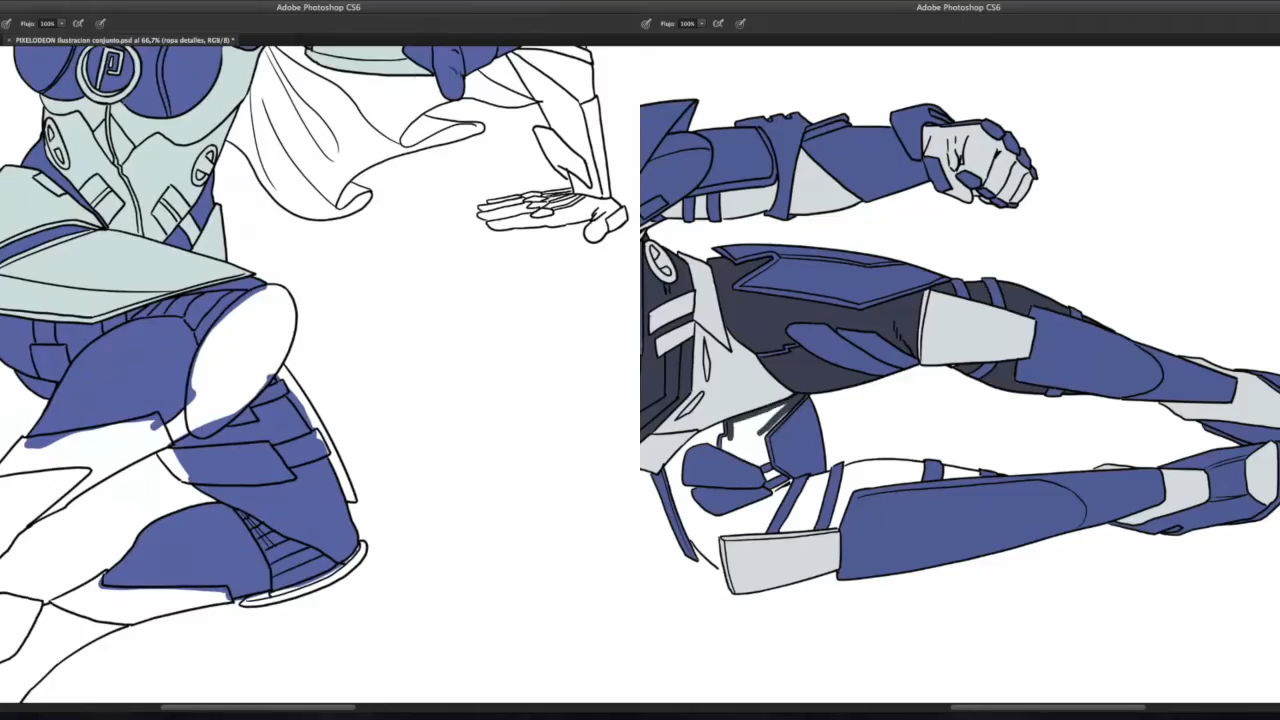 Adobe Photoshop CS6 Adobe Photoshop CS6
Flujo: 100% Flujo: 100%
× PIXELODEON Ilustracion conjunto.psd al 66,7% (ropa detalles, RGB/8) *
P